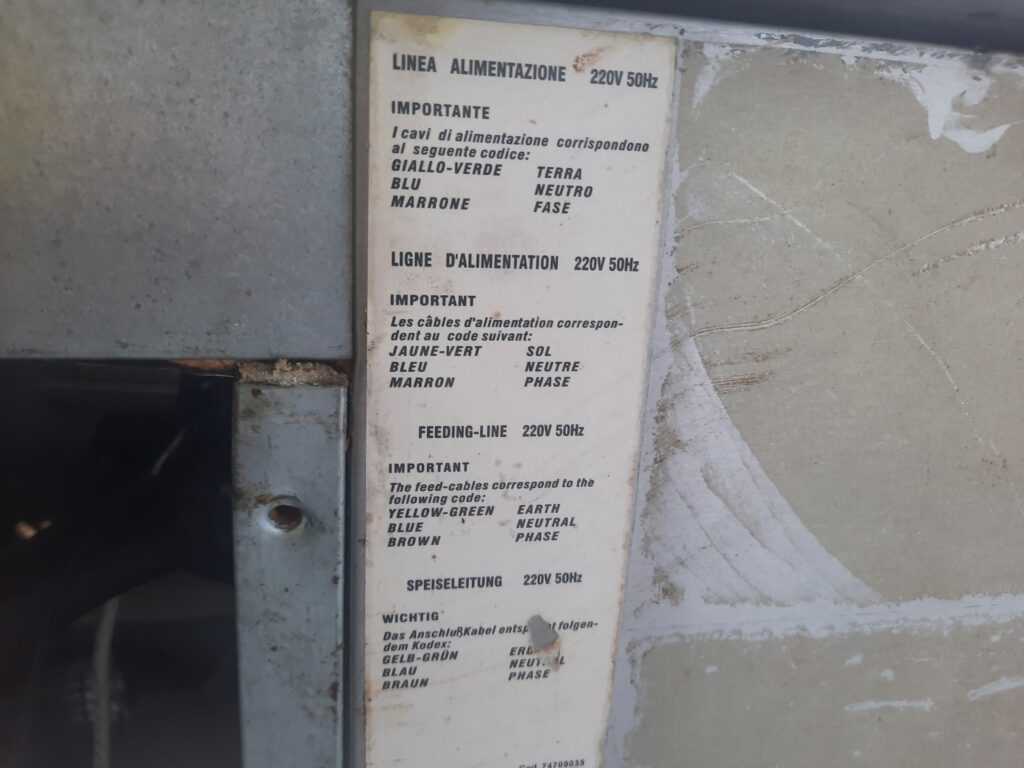 LINEA ALIMENTAZIONE 220V 50Hz
IMPORTANTE
I cavi di alimentazione corrispondono
al seguente codice:
GIALLO-VERDE TERRA
BLU NEUTRO
MARRONE FASE
LIGNE D'ALIMENTATION 220V 50Hz
IMPORTANT
Les câbles d'alimentation correspon-
dent au code suivant:
JAUNE-VERT SOL
BLEU NEUTRE
MARRON PHASE
FEEDING-LINE 220V 50Hz
IMPORTANT
The feed-cables correspond to the
following code:
YELLOW-GREEN EARTH
BLUE NEUTRAL
BROWN PHASE
SPEISELEITUNG 220V 50Hz
WICHTIG
Das AnschlußKabel folgen-
dem Kodex:
GELB-GRÜN
BLAU
BRAUN PHASE